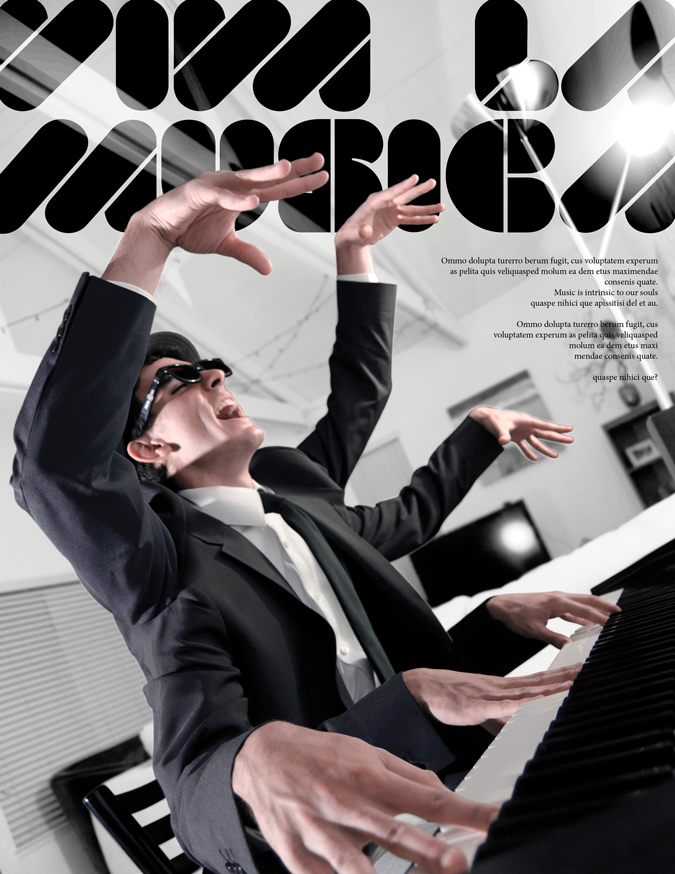 VIVA LA
MUSICA
Ommo dolupta turerro berum fugit, cus voluptatem experum
as pelita quis veliquasped molum ea dem etus maximendae
consenis quate.
Music is intrinsic to our souls
quaspe nihici que apissitisi del et au.
Ommo dolupta turerro berum fugit, cus
voluptatem experum as pelita quis veliquasped
molum ea dem etus maxi
mendae consenis quate.
quaspe nihici que?